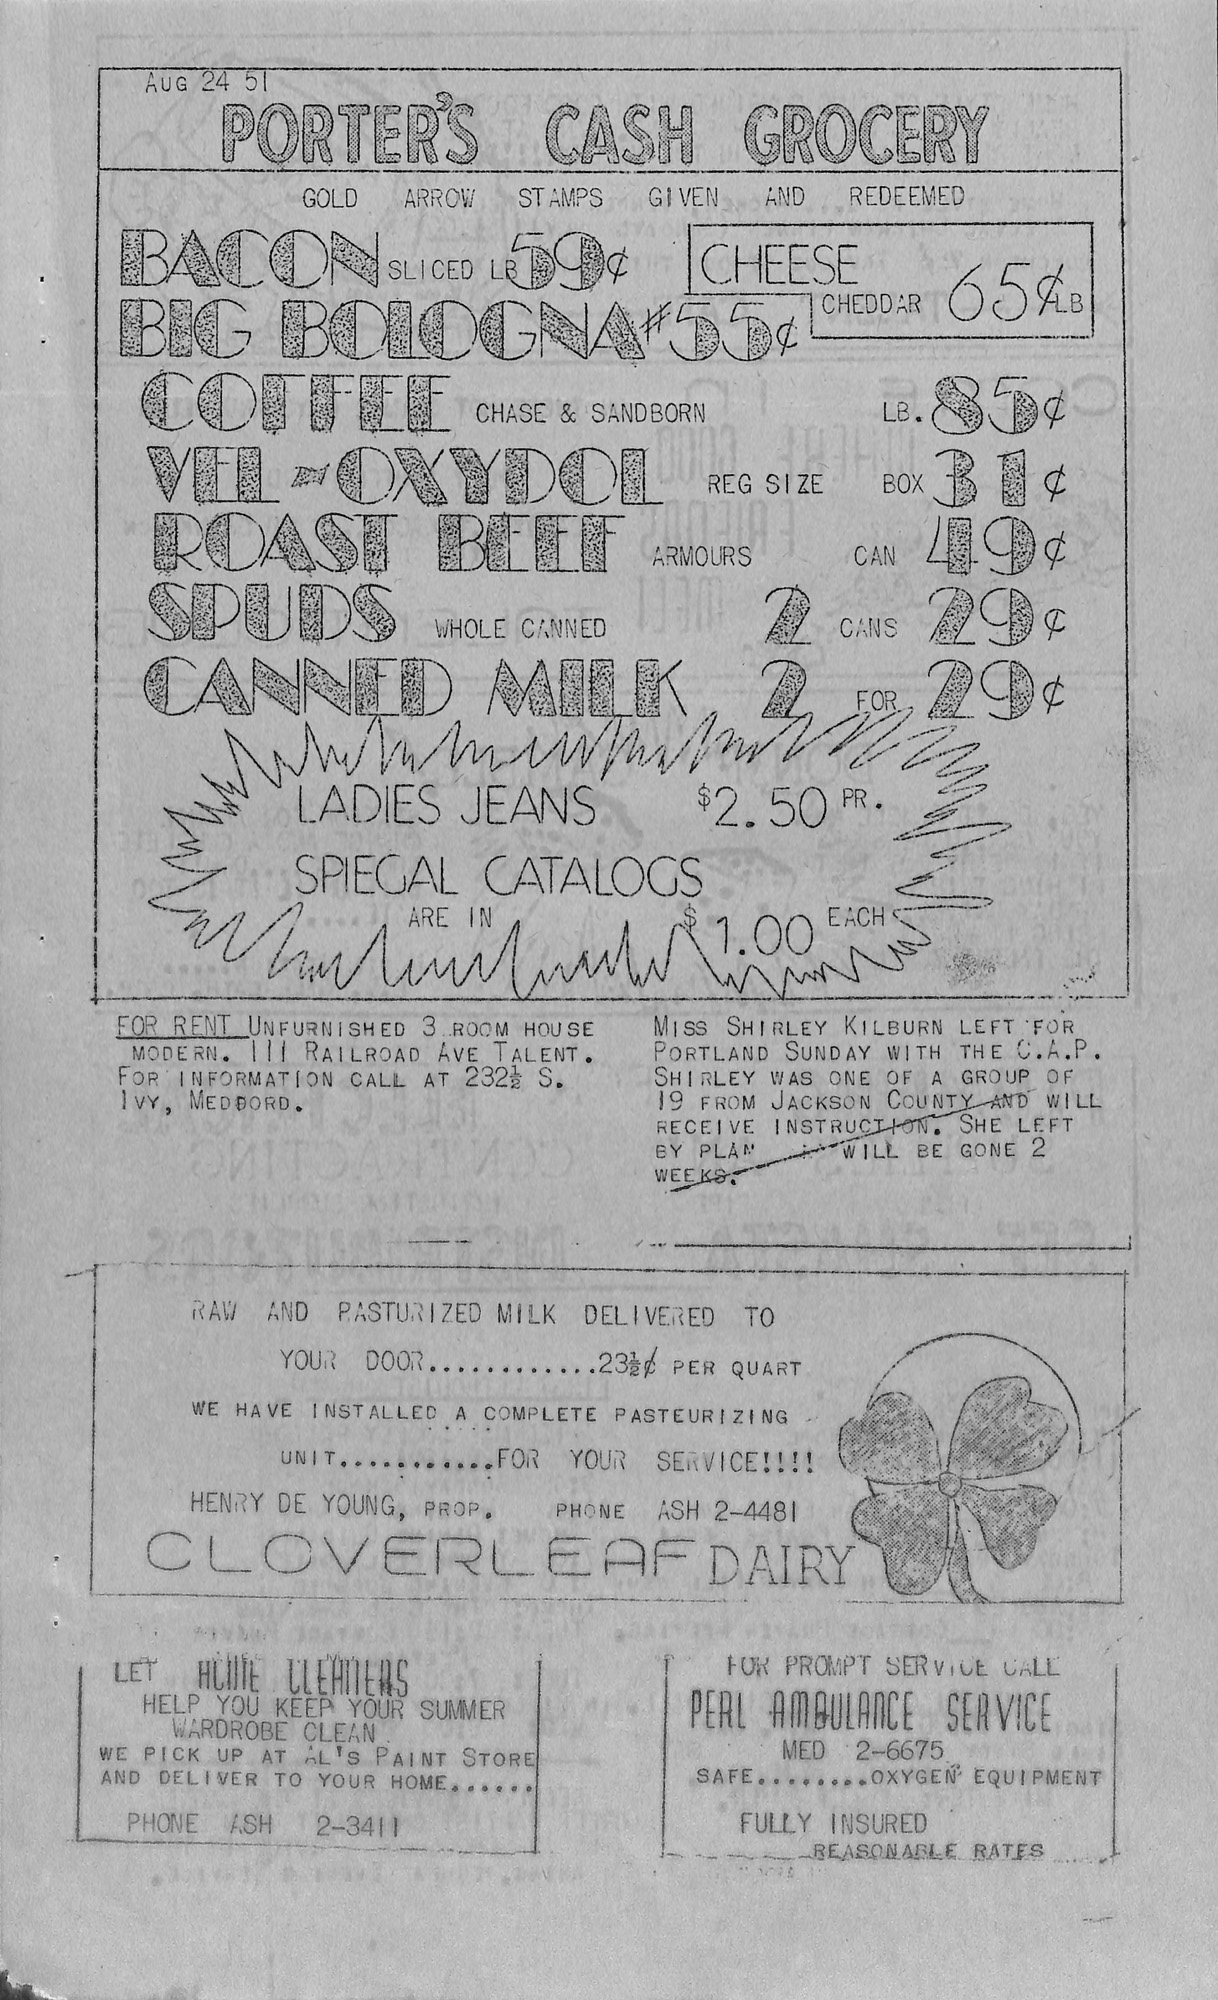 AUG 24 51
PORTER'S CASH GROCERY
GOLD ARROW STAMPS GIVEN AND REDEEMED
BACON SLICED LB 59¢
CHEESE
CHEDDAR 65¢ LB
BIG BOLOGNA # 55¢
COFFEE CHASE & SANDBORN LB. 85¢
VEL - OXYDOL REG SIZE BOX 31¢
ROAST BEEF ARMOURS CAN 49¢
SPUDS WHOLE CANNED 2 CANS 29¢
CANNED MILK 2 FOR 29¢
LADIES JEANS $2.50 PR.
SPIEGAL CATALOGS
ARE IN $1.00 EACH
FOR RENT UNFURNISHED 3 ROOM HOUSE
MODERN. 111 RAILROAD AVE TALENT.
FOR INFORMATION CALL AT 232½ S.
IVY, MEDDORD.
MISS SHIRLEY KILBURN LEFT FOR
PORTLAND SUNDAY WITH THE C.A.P.
SHIRLEY WAS ONE OF A GROUP OF
19 FROM JACKSON COUNTY AND WILL
RECEIVE INSTRUCTION. SHE LEFT
BY PLAN WILL BE GONE 2
WEEKS.
RAW AND PASTURIZED MILK DELIVERED TO
YOUR DOOR............23½¢ PER QUART
WE HAVE INSTALLED A COMPLETE PASTEURIZING
UNIT...........FOR YOUR SERVICE!!!!
HENRY DE YOUNG, PROP. PHONE ASH 2-4481
CLOVERLEAF DAIRY
LET HOME CLEANERS
HELP YOU KEEP YOUR SUMMER
WARDROBE CLEAN
WE PICK UP AT AL'S PAINT STORE
AND DELIVER TO YOUR HOME......
PHONE ASH 2-3411
FOR PROMPT SERVICE CALL
PERL AMBULANCE SERVICE
MED 2-6675
SAFE........OXYGEN EQUIPMENT
FULLY INSURED
REASONABLE RATES